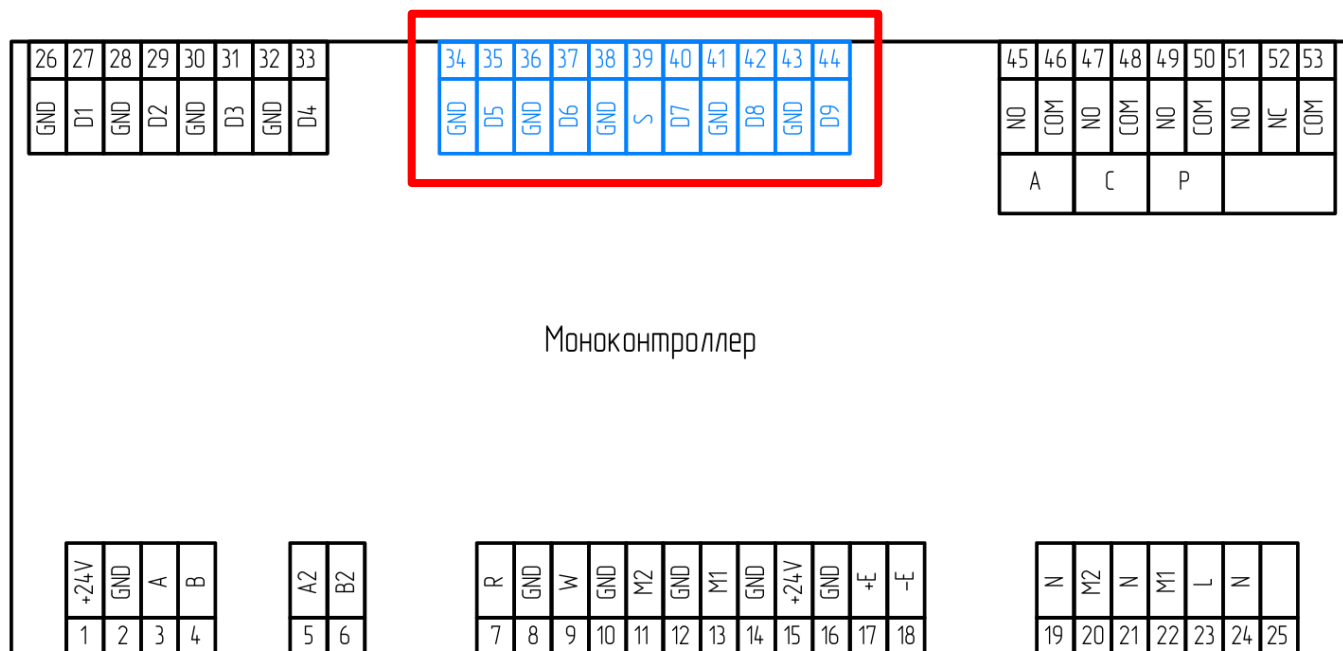 26 27 28 29 30 31 32 33 34 35 36 37 38 39 40 41 42 43 44 45 46 47 48 49 50 51 52 53
GND D1 GND D2 GND D3 GND D4 GND D5 GND D6 GND S D7 GND D8 GND D9 NO COM NO COM NO COM NO NC COM
A C P
Моноконтроллер
+24V GND A B A2 B2 R GND W GND M2 GND M1 GND +24V GND +E -E N M2 N M1 L N
1 2 3 4 5 6 7 8 9 10 11 12 13 14 15 16 17 18 19 20 21 22 23 24 25